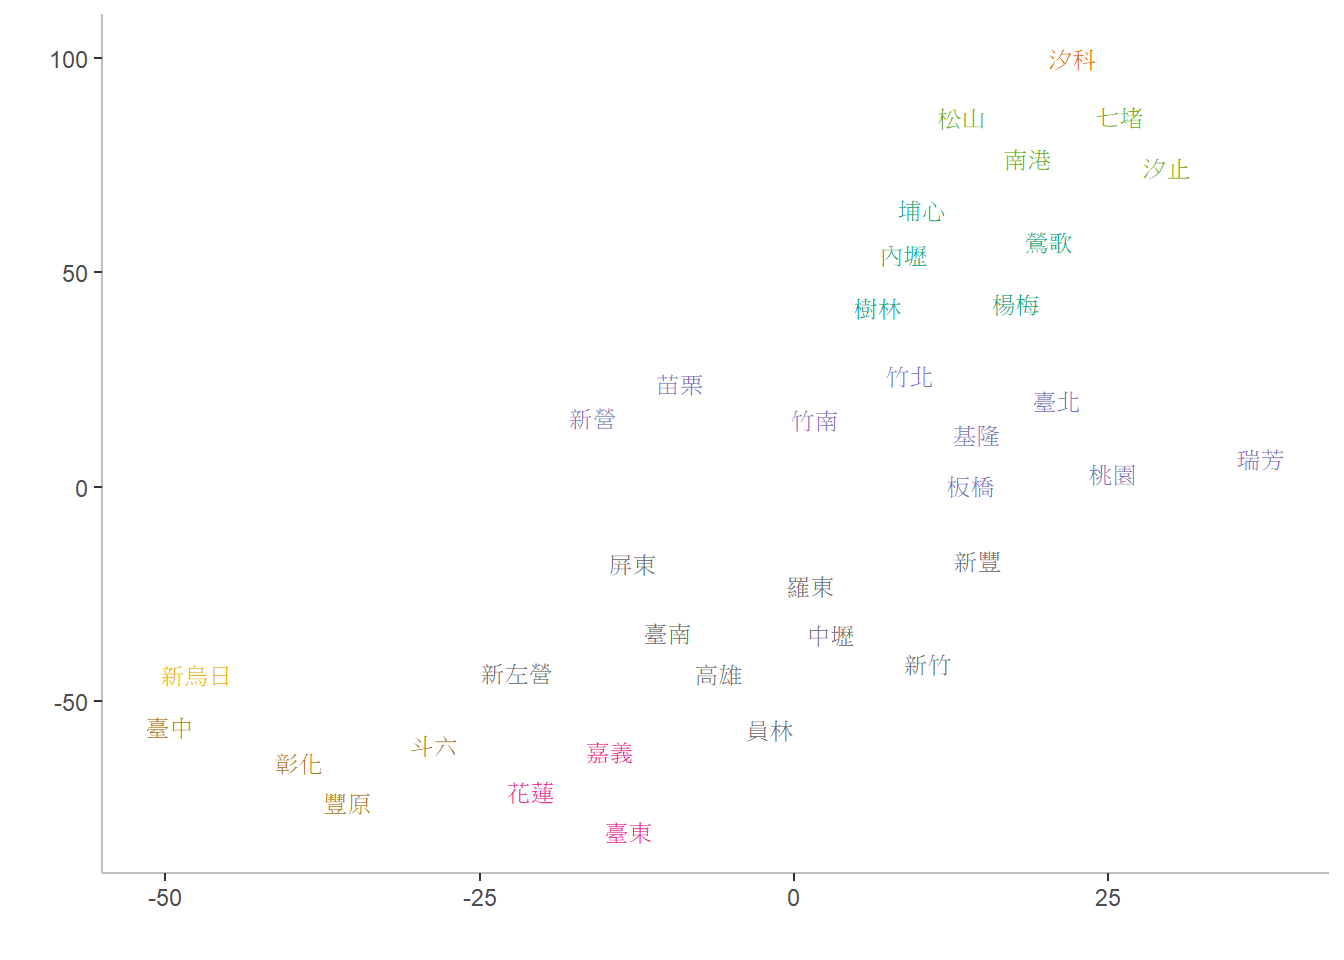 100
汐科
松山
七堵
南港
汐止
埔心
鶯歌
內壢
50
樹林
楊梅
竹北
苗栗
臺北
新營
竹南
基隆
瑞芳
桃園
板橋
0
新豐
屏東
羅東
臺南
中壢
新竹
新左營
高雄
新烏日
-50
臺中
員林
斗六
嘉義
彰化
花蓮
豐原
臺東
-50
-25
0
25